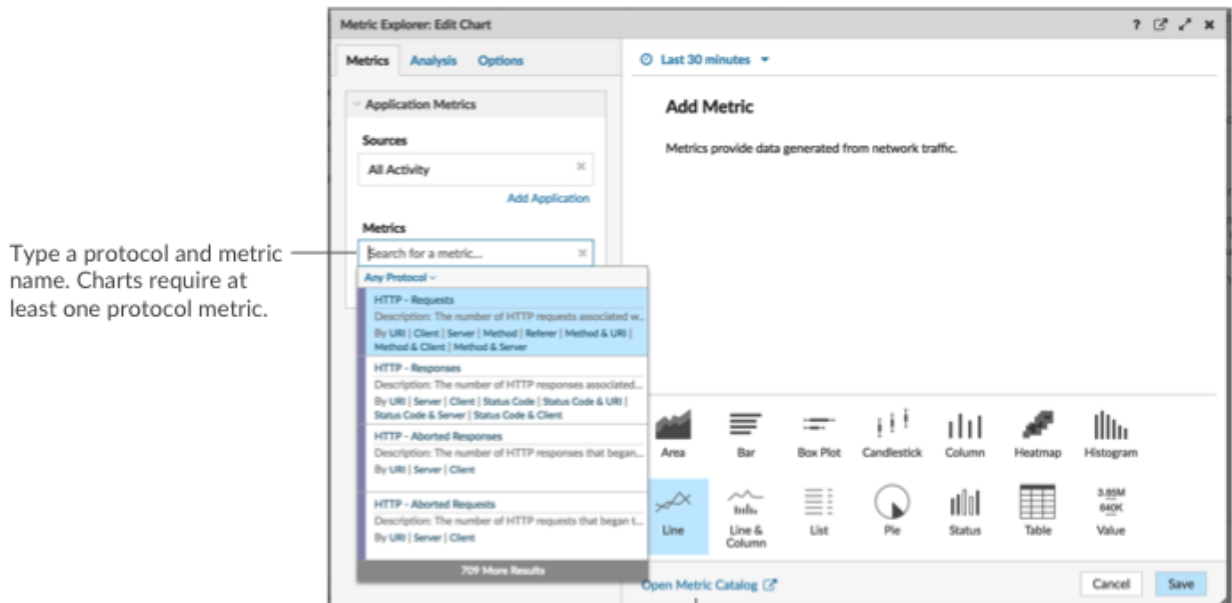 Metric Explorer: Edit Chart ?
Metrics Analysis Options
Last 30 minutes
Application Metrics
Sources
All Activity
Add Application
Metrics
Search for a metric...
Any Protocol
HTTP - Requests
Description: The number of HTTP requests associated w...
By URI | Client | Server | Method | Referer | Method & URI |
Method & Client | Method & Server
HTTP - Responses
Description: The number of HTTP responses associated...
By URI | Server | Client | Status Code | Status Code & URI |
Status Code & Server | Status Code & Client
HTTP - Aborted Responses
Description: The number of HTTP responses that began...
By URI | Server | Client
HTTP - Aborted Requests
Description: The number of HTTP requests that began t...
By URI | Server | Client
709 More Results
Type a protocol and metric
name. Charts require at
least one protocol metric.
Add Metric
Metrics provide data generated from network traffic.
Area Bar Box Plot Candlestick Column Heatmap Histogram
3.85M
640K
Line Line & Column List Pie Status Table Value
Open Metric Catalog
Cancel Save